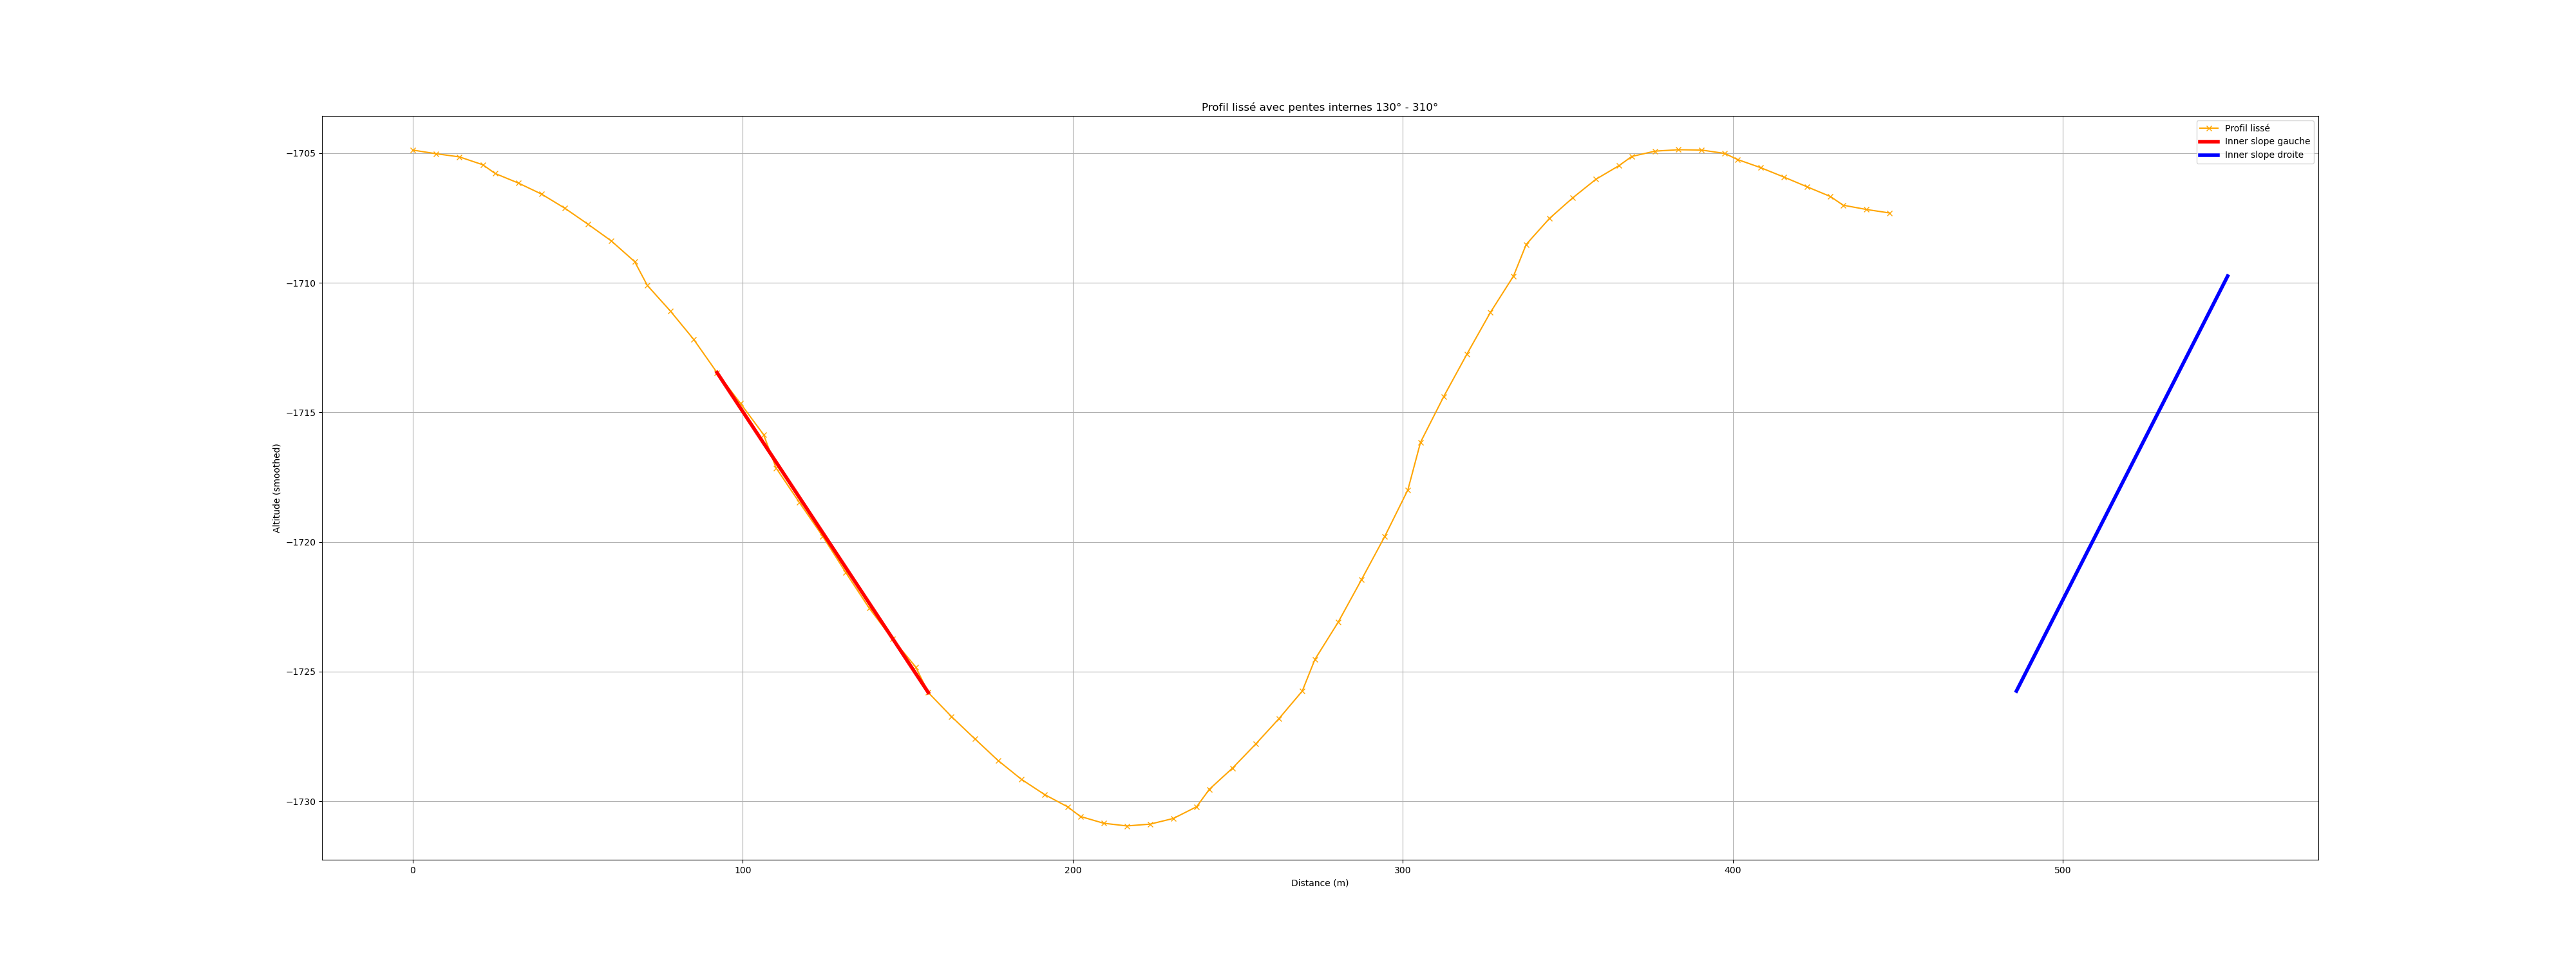 Profil lissé avec pentes internes 130° - 310°
Profil lissé
Inner slope gauche
Inner slope droite
−1705
−1710
−1715
−1720
−1725
−1730
Altitude (smoothed)
0 100 200 300 400 500
Distance (m)